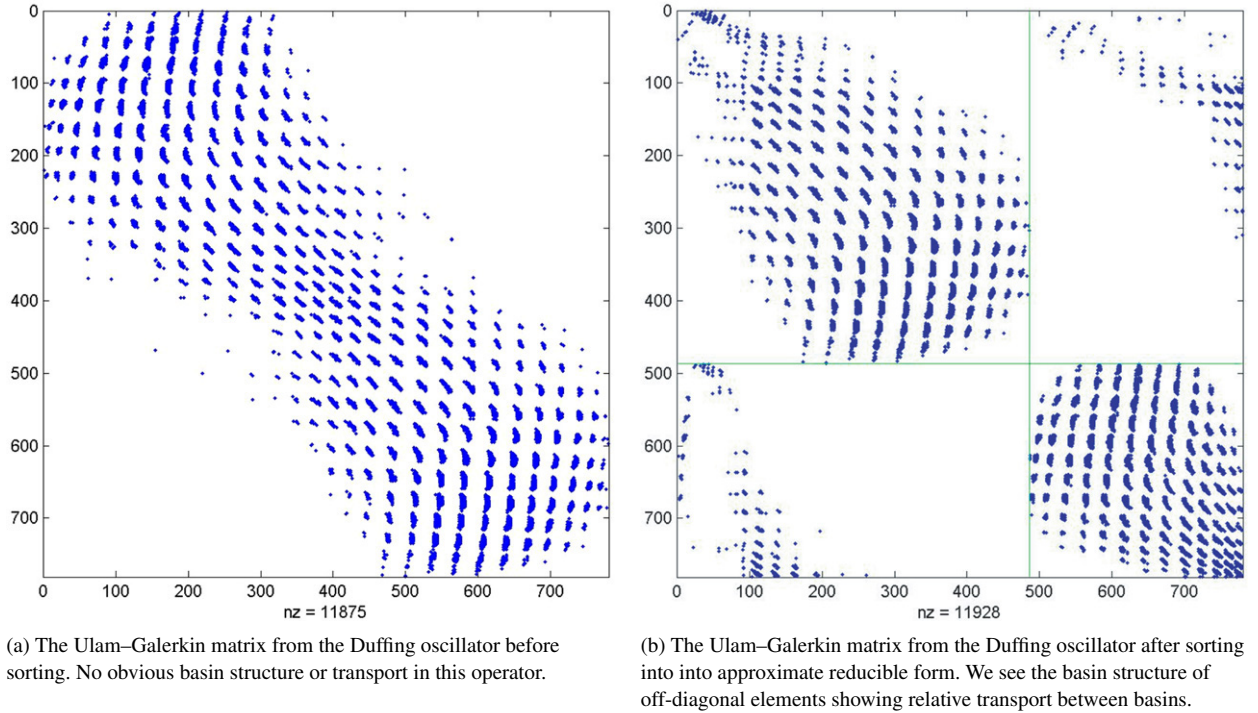 0
100
200
300
400
500
600
700
0 100 200 300 400 500 600 700
nz = 11875
(a) The Ulam–Galerkin matrix from the Duffing oscillator before
sorting. No obvious basin structure or transport in this operator.
0
100
200
300
400
500
600
700
0 100 200 300 400 500 600 700
nz = 11928
(b) The Ulam–Galerkin matrix from the Duffing oscillator after sorting
into into approximate reducible form. We see the basin structure of
off-diagonal elements showing relative transport between basins.